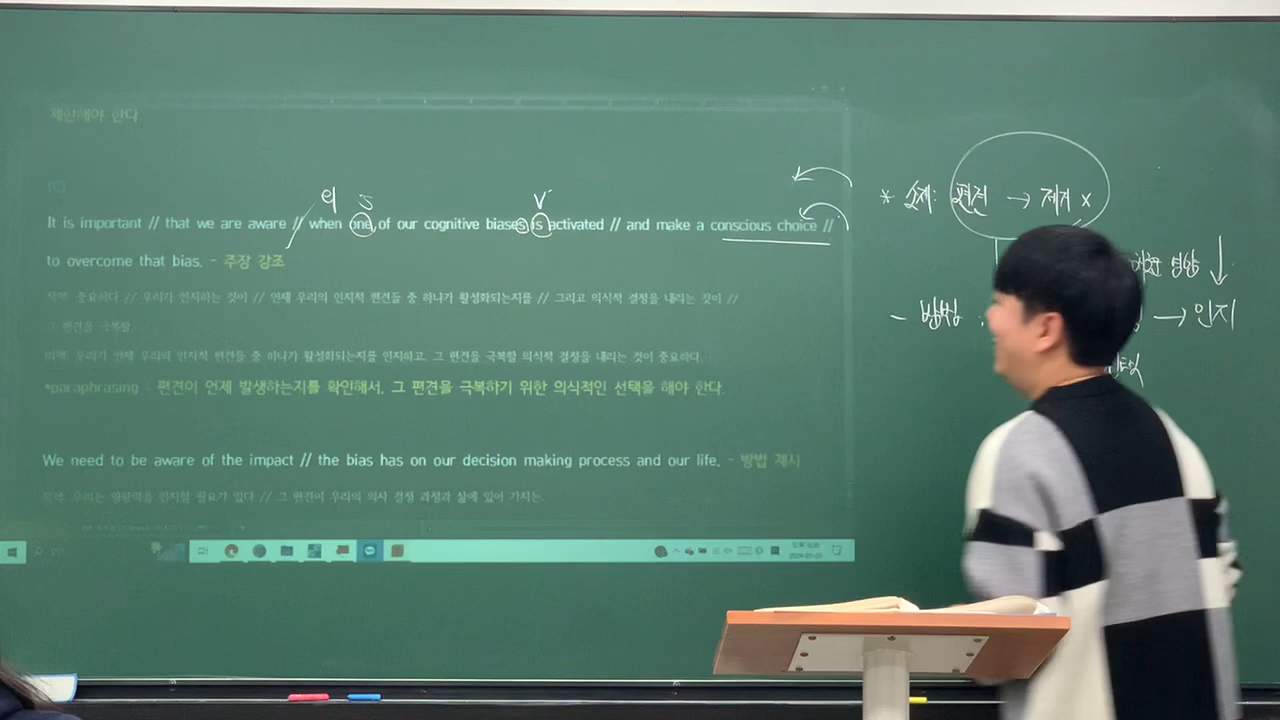 제한해야 한다
It is important // that we are aware // when one of our cognitive biases is activated // and make a conscious choice //
to overcome that bias. - 주장 강조
직역: 중요하다 // 우리가 인지하는 것이 // 언제 우리의 인지적 편견들 중 하나가 활성화되는지를 // 그리고 의식적 결정을 내리는 것이 //
그 편견을 극복할
의역: 우리가 언제 우리의 인지적 편견들 중 하나가 활성화되는지를 인지하고, 그 편견을 극복할 의식적 결정을 내리는 것이 중요하다.
*paraphrasing - 편견이 언제 발생하는지를 확인해서, 그 편견을 극복하기 위한 의식적인 선택을 해야 한다.
We need to be aware of the impact // the bias has on our decision making process and our life. - 방법 제시
직역: 우리는 영향력을 인지할 필요가 있다 // 그 편견이 우리의 의사 결정 과정과 삶에 있어 가지는.
S
V
* 소재: 편견 → 제거 x
영향 ↓
- 방법 :
→ 인지